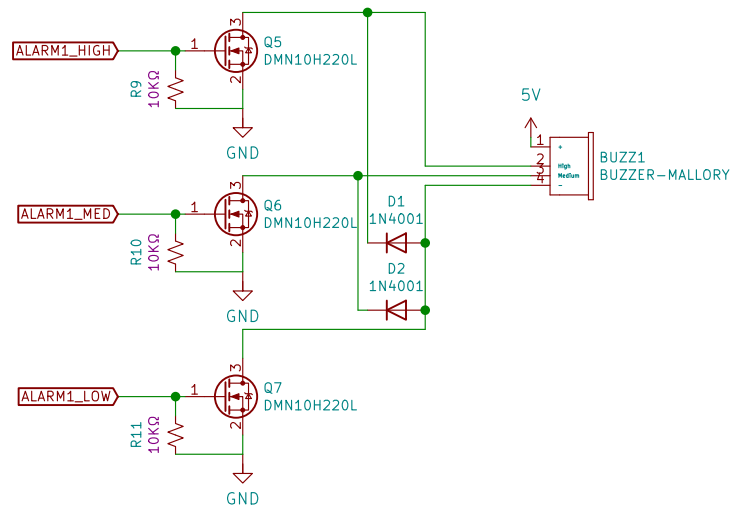 ALARM1_HIGH
1
3
2
Q5
DMN10H220L
R9
10KΩ
GND
5V
1
2
3
4
+
High
Medium
-
BUZZ1
BUZZER-MALLORY
ALARM1_MED
1
3
2
Q6
DMN10H220L
R10
10KΩ
GND
D1
1N4001
D2
1N4001
ALARM1_LOW
1
3
2
Q7
DMN10H220L
R11
10KΩ
GND